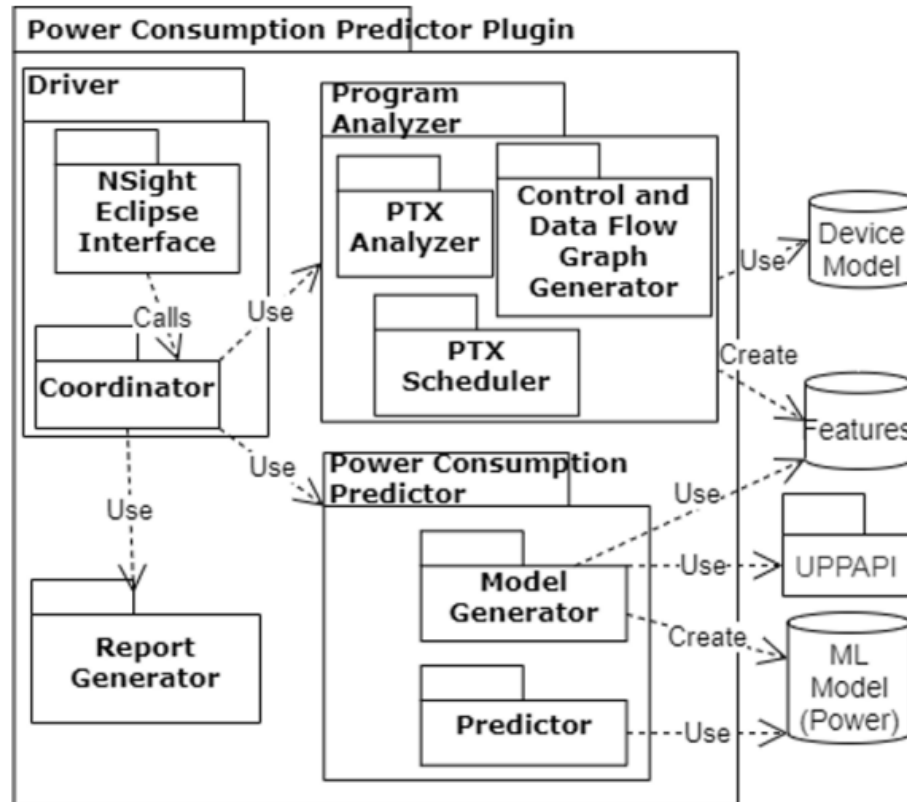 Power Consumption Predictor Plugin
Driver
NSight
Eclipse
Interface
Calls
Coordinator
Use
Use
Use
Report
Generator
Program
Analyzer
PTX
Analyzer
Control and
Data Flow
Graph
Generator
PTX
Scheduler
Power Consumption
Predictor
Model
Generator
Predictor
Use
Create
Use
Use
Create
Use
Device
Model
Features
UPPAPI
ML
Model
(Power)